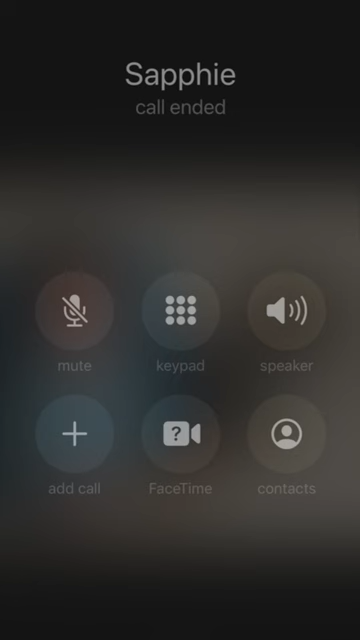 Sapphie
call ended
mute keypad speaker
?
add call FaceTime contacts